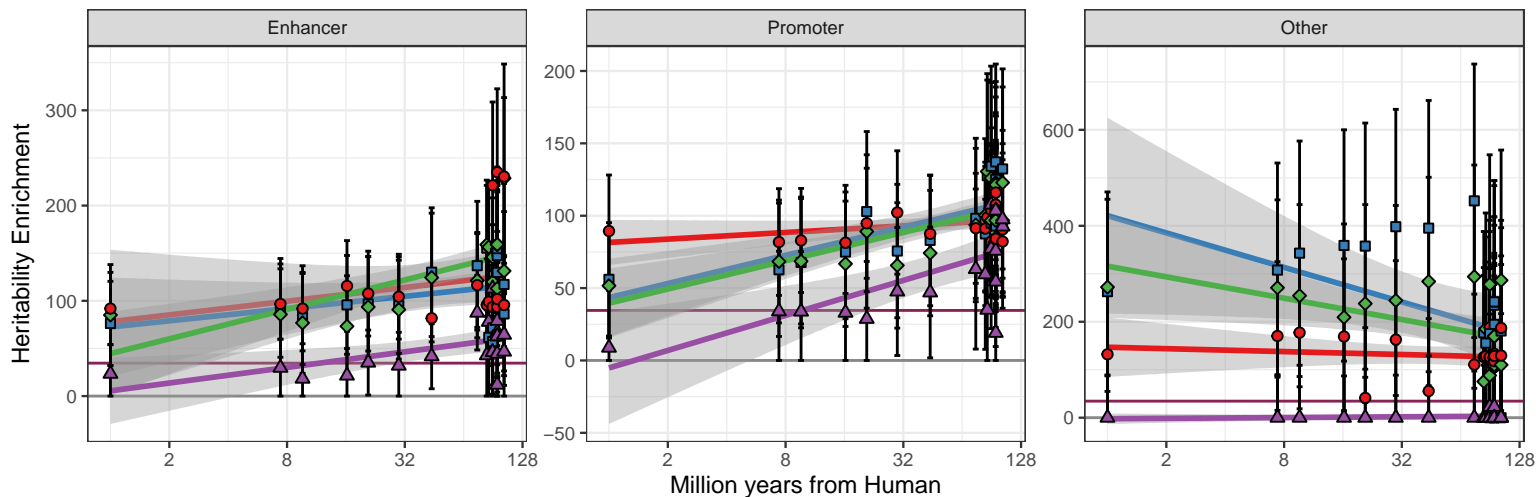 Enhancer
Promoter
Other
Heritability Enrichment
300
200
100
0
200
150
100
50
0
−50
600
400
200
0
2 8 32 128
2 8 32 128
2 8 32 128
Million years from Human